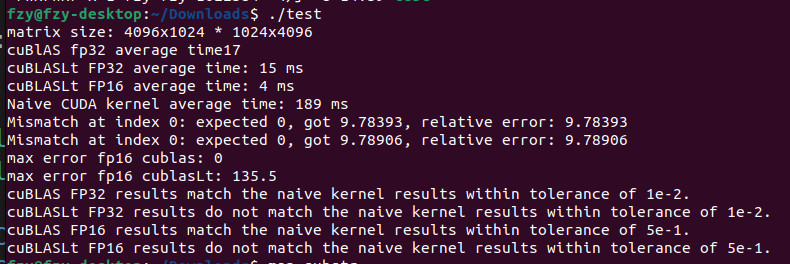 fzy@fzy-desktop:~/Downloads$ ./test
matrix size: 4096x1024 * 1024x4096
cuBlAS fp32 average time17
cuBLASLt FP32 average time: 15 ms
cuBLASLt FP16 average time: 4 ms
Naive CUDA kernel average time: 189 ms
Mismatch at index 0: expected 0, got 9.78393, relative error: 9.78393
Mismatch at index 0: expected 0, got 9.78906, relative error: 9.78906
max error fp16 cublas: 0
max error fp16 cublasLt: 135.5
cuBLAS FP32 results match the naive kernel results within tolerance of 1e-2.
cuBLASLt FP32 results do not match the naive kernel results within tolerance of 1e-2.
cuBLAS FP16 results match the naive kernel results within tolerance of 5e-1.
cuBLASLt FP16 results do not match the naive kernel results within tolerance of 5e-1.
fzy@fzy-desktop:~/Downloads$